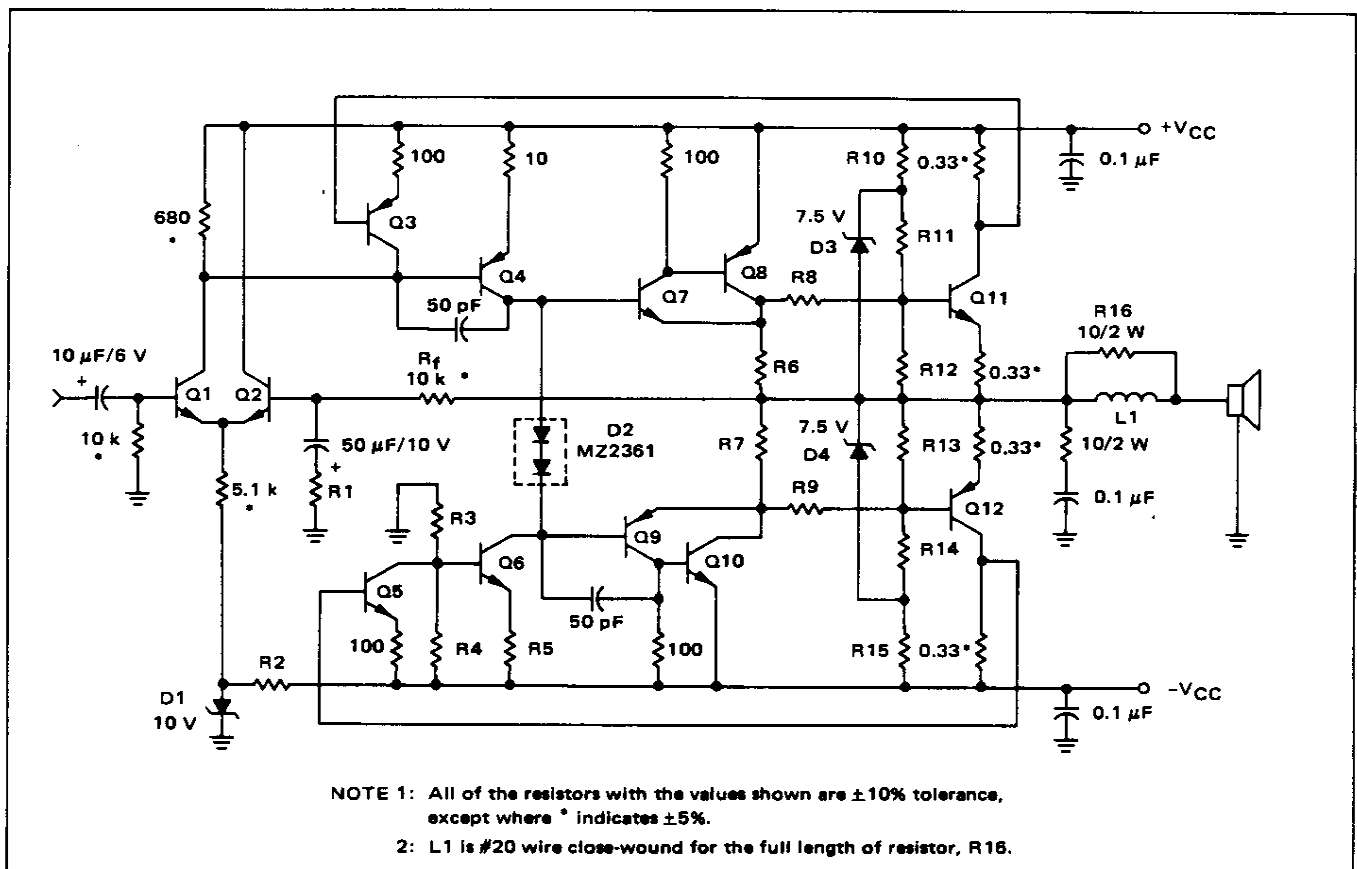 +VCC
100
10
100
R10
0.33*
0.1 µF
680
*
Q3
7.5 V
D3
R11
Q4
Q7
Q8
R8
Q11
50 pF
R16
10/2 W
10 µF/6 V
+
Rf
10 k *
R6
R12
0.33*
Q1
Q2
L1
10 k
*
50 µF/10 V
+
R1
D2
MZ2361
R7
7.5 V
D4
R13
0.33*
10/2 W
5.1 k
*
R3
R9
Q12
0.1 µF
Q6
Q9
Q10
R14
Q5
50 pF
100
R4
R5
100
R15
0.33*
R2
D1
10 V
-VCC
0.1 µF
NOTE 1: All of the resistors with the values shown are ±10% tolerance,
except where * indicates ±5%.
2: L1 is #20 wire close-wound for the full length of resistor, R16.